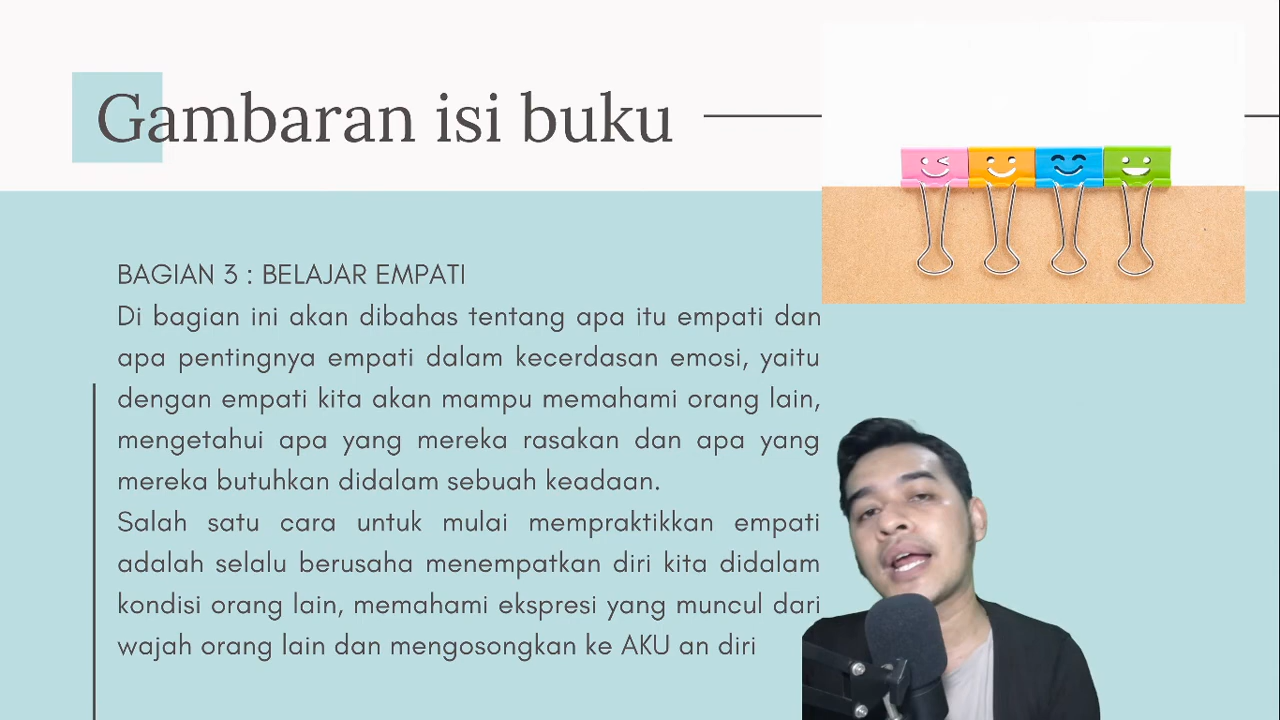 Gambaran isi buku
BAGIAN 3 : BELAJAR EMPATI
Di bagian ini akan dibahas tentang apa itu empati dan
apa pentingnya empati dalam kecerdasan emosi, yaitu
dengan empati kita akan mampu memahami orang lain,
mengetahui apa yang mereka rasakan dan apa yang
mereka butuhkan didalam sebuah keadaan.
Salah satu cara untuk mulai mempraktikkan empati
adalah selalu berusaha menempatkan diri kita didalam
kondisi orang lain, memahami ekspresi yang muncul dari
wajah orang lain dan mengosongkan ke AKU an diri